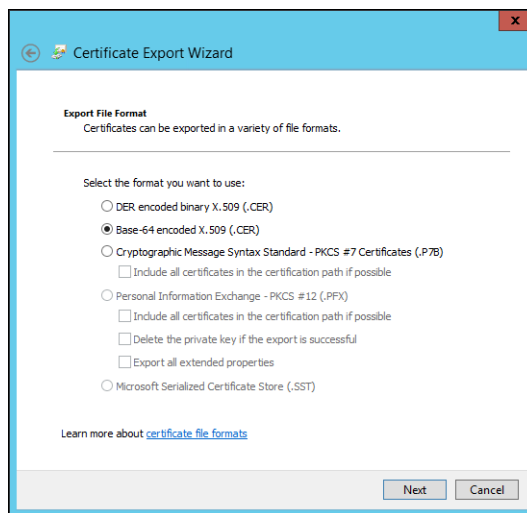 x
Certificate Export Wizard
Export File Format
Certificates can be exported in a variety of file formats.
Select the format you want to use:
DER encoded binary X.509 (.CER)
Base-64 encoded X.509 (.CER)
Cryptographic Message Syntax Standard - PKCS #7 Certificates (.P7B)
Include all certificates in the certification path if possible
Personal Information Exchange - PKCS #12 (.PFX)
Include all certificates in the certification path if possible
Delete the private key if the export is successful
Export all extended properties
Microsoft Serialized Certificate Store (.SST)
Learn more about certificate file formats
Next Cancel